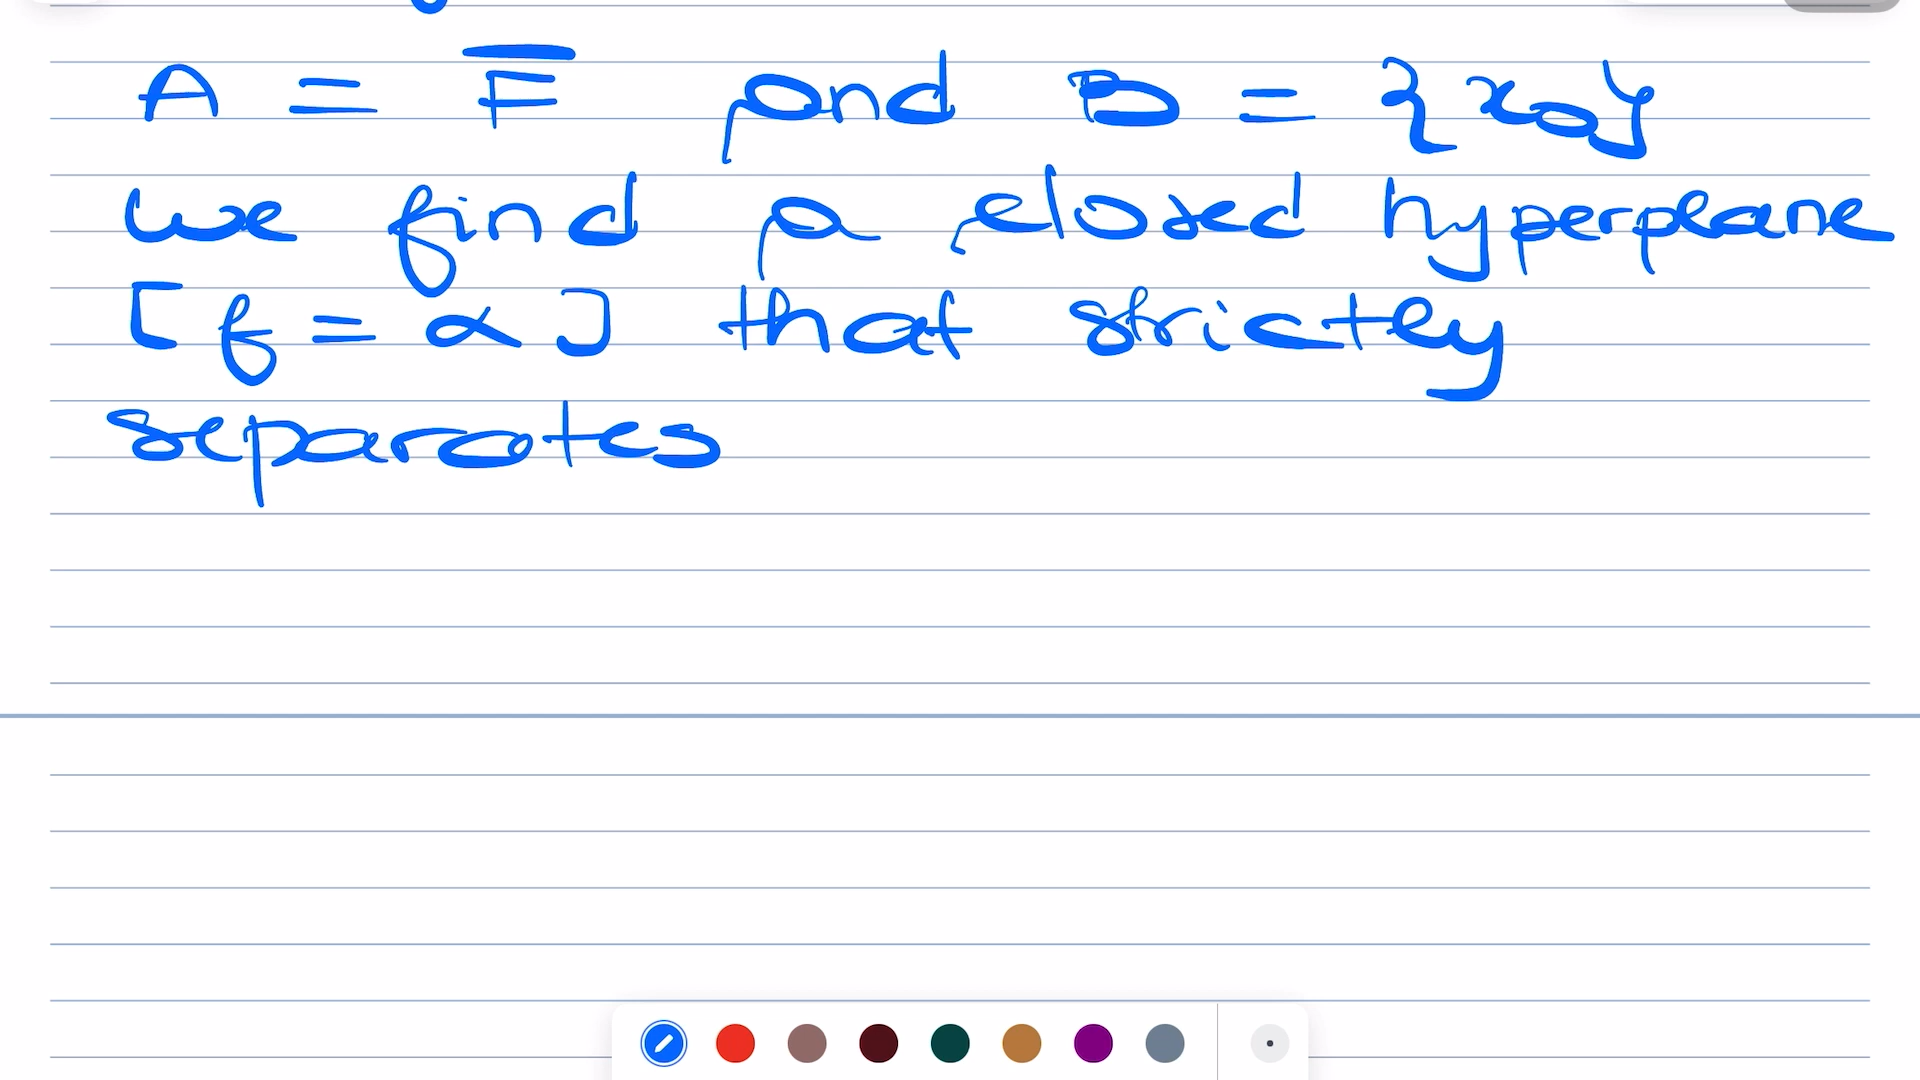 A = F̅ and B = {x₀}
we find a closed hyperplane
[f = α] that strictly
separates